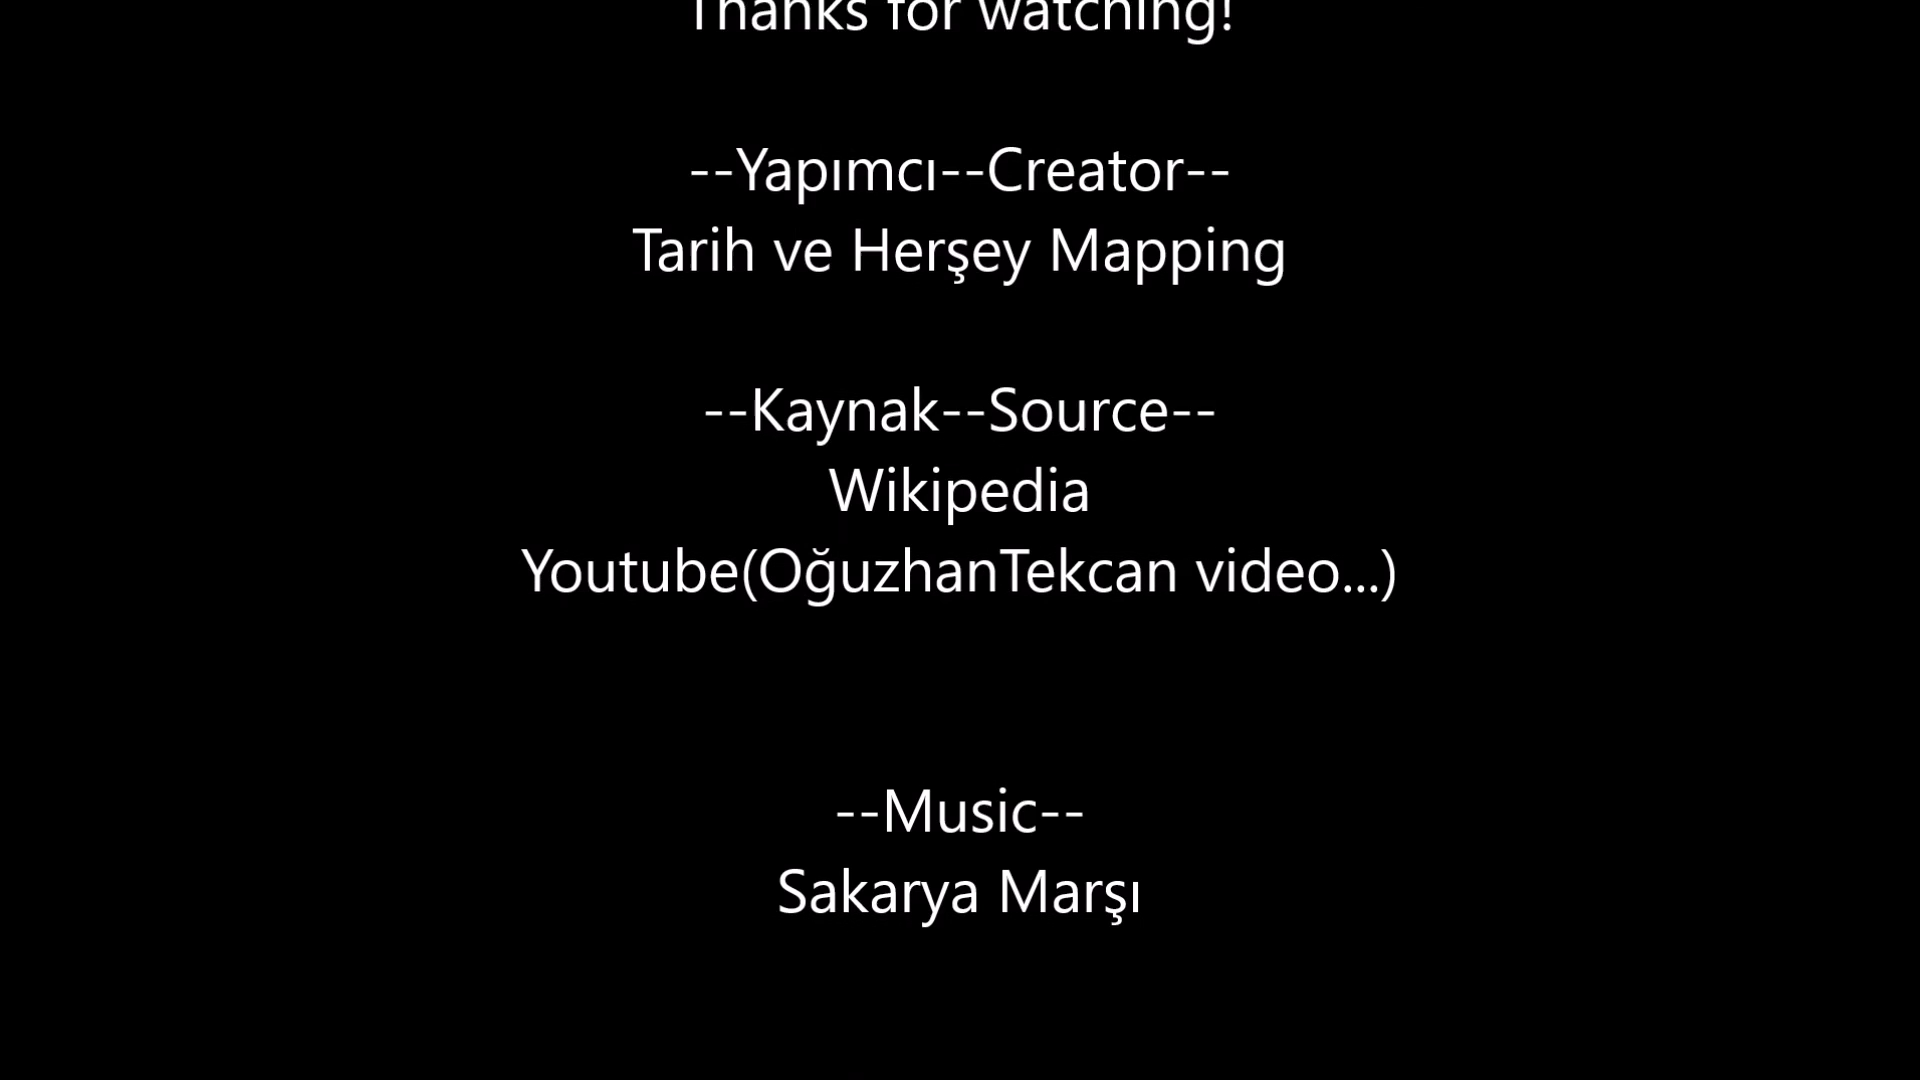 Thanks for watching!
--Yapımcı--Creator--
Tarih ve Herşey Mapping
--Kaynak--Source--
Wikipedia
Youtube(OğuzhanTekcan video...)
--Music--
Sakarya Marşı